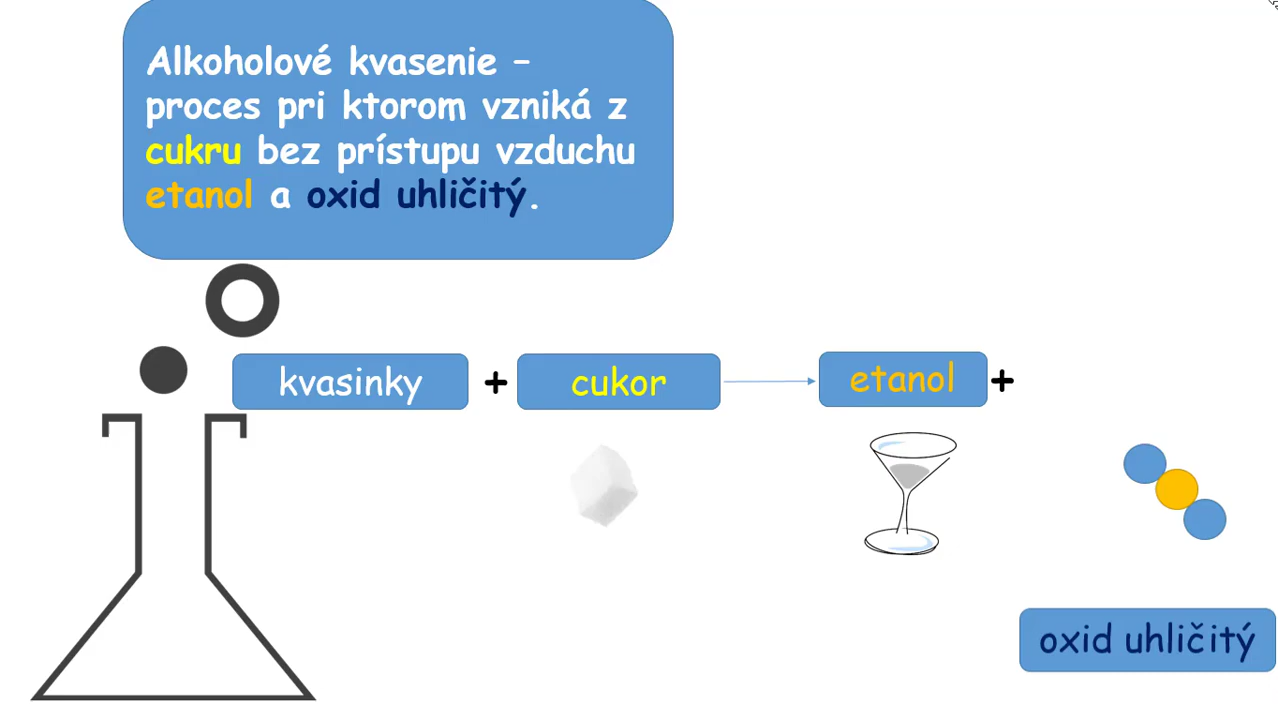 Alkoholové kvasenie –
proces pri ktorom vzniká z
cukru bez prístupu vzduchu
etanol a oxid uhličitý.
kvasinky + cukor etanol +
oxid uhličitý